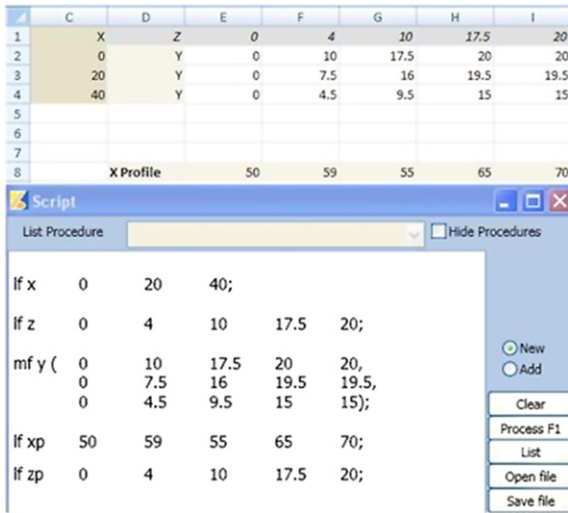 C D E F G H I
1 X Z 0 4 10 17.5 20
2 0 Y 0 10 17.5 20 20
3 20 Y 0 7.5 16 19.5 19.5
4 40 Y 0 4.5 9.5 15 15
5
6
7
8 X Profile 50 59 55 65 70
Script
List Procedure Hide Procedures
lf x 0 20 40;
lf z 0 4 10 17.5 20;
New
mf y ( 0 10 17.5 20 20,
Add
0 7.5 16 19.5 19.5,
0 4.5 9.5 15 15);
Clear
Process F1
lf xp 50 59 55 65 70;
List
lf zp 0 4 10 17.5 20;
Open file
Save file